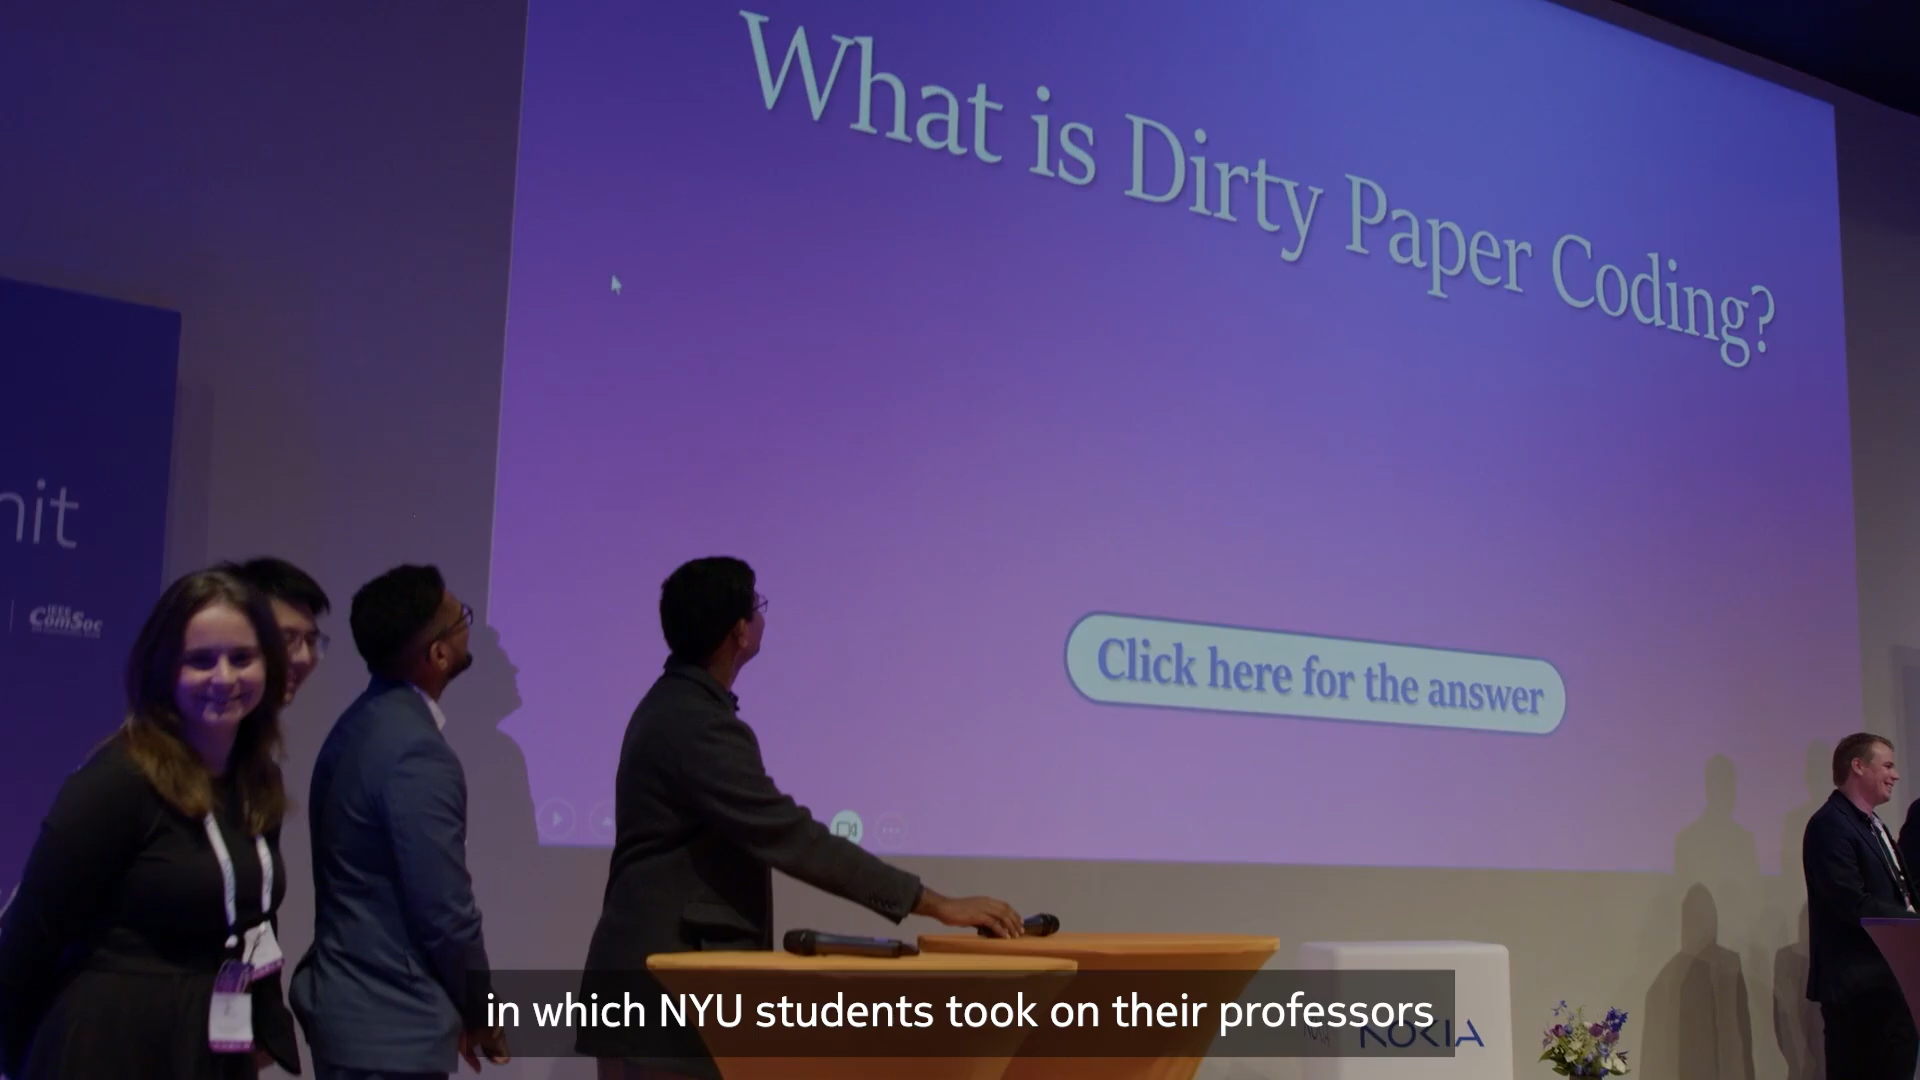 What is Dirty Paper Coding?
Click here for the answer
nit
IEEE
ComSoc
in which NYU students took on their professors
NOKIA